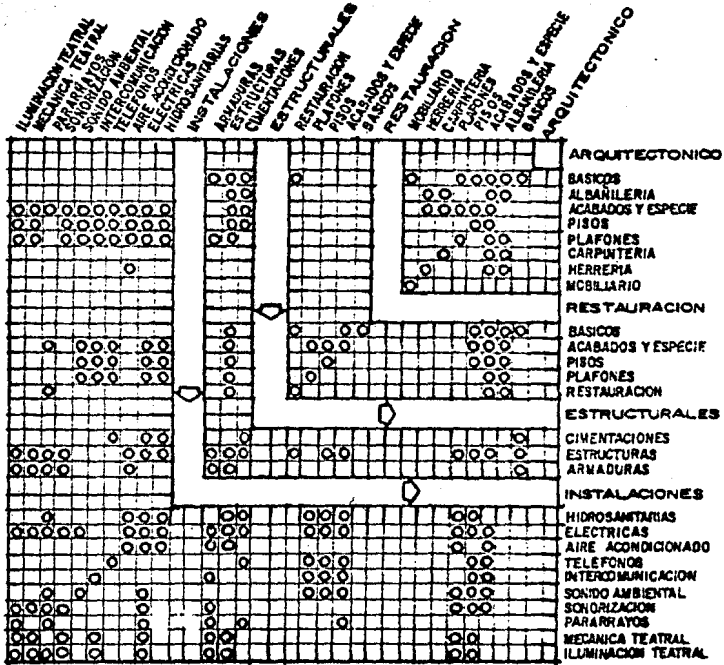 ILUMINACION TEATRAL
MECANICA TEATRAL
PARARRAYOS
SONORIZACION
SONIDO AMBIENTAL
INTERCOMUNICACION
TELEFONOS
AIRE ACONDICIONADO
ELECTRICAS
HIDROSANITARIAS
INSTALACIONES
ARMADURAS
ESTRUCTURAS
CIMENTACIONES
ESTRUCTURALES
RESTAURACION
PLAFONES
PISOS
ACABADOS Y ESPECIE
BASICOS
RESTAURACION
MOBILIARIO
HERRERIA
CARPINTERIA
PLAFONES
PISOS
ACABADOS Y ESPECIE
ALBAÑILERIA
BASICOS
ARQUITECTONICO
ARQUITECTONICO
BASICOS
ALBAÑILERIA
ACABADOS Y ESPECIE
PISOS
PLAFONES
CARPINTERIA
HERRERIA
MOBILIARIO
RESTAURACION
BASICOS
ACABADOS Y ESPECIE
PISOS
PLAFONES
RESTAURACION
ESTRUCTURALES
CIMENTACIONES
ESTRUCTURAS
ARMADURAS
INSTALACIONES
HIDROSANITARIAS
ELECTRICAS
AIRE ACONDICIONADO
TELEFONOS
INTERCOMUNICACION
SONIDO AMBIENTAL
SONORIZACION
PARARRAYOS
MECANICA TEATRAL
ILUMINACION TEATRAL